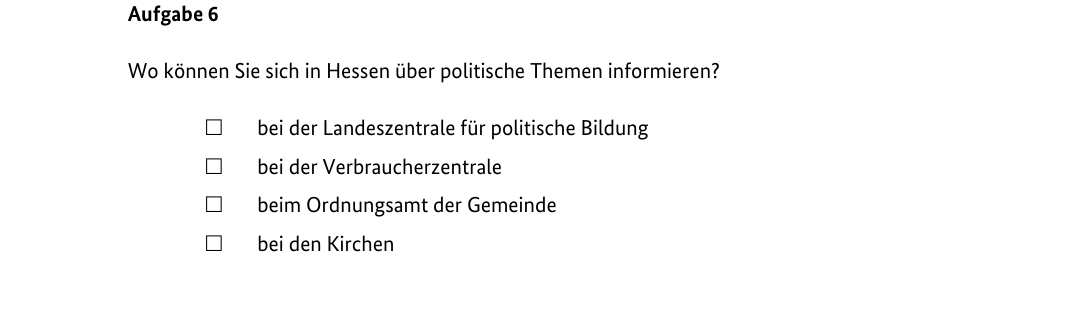 Aufgabe 6
Wo können Sie sich in Hessen über politische Themen informieren?
☐ bei der Landeszentrale für politische Bildung
☐ bei der Verbraucherzentrale
☐ beim Ordnungsamt der Gemeinde
☐ bei den Kirchen